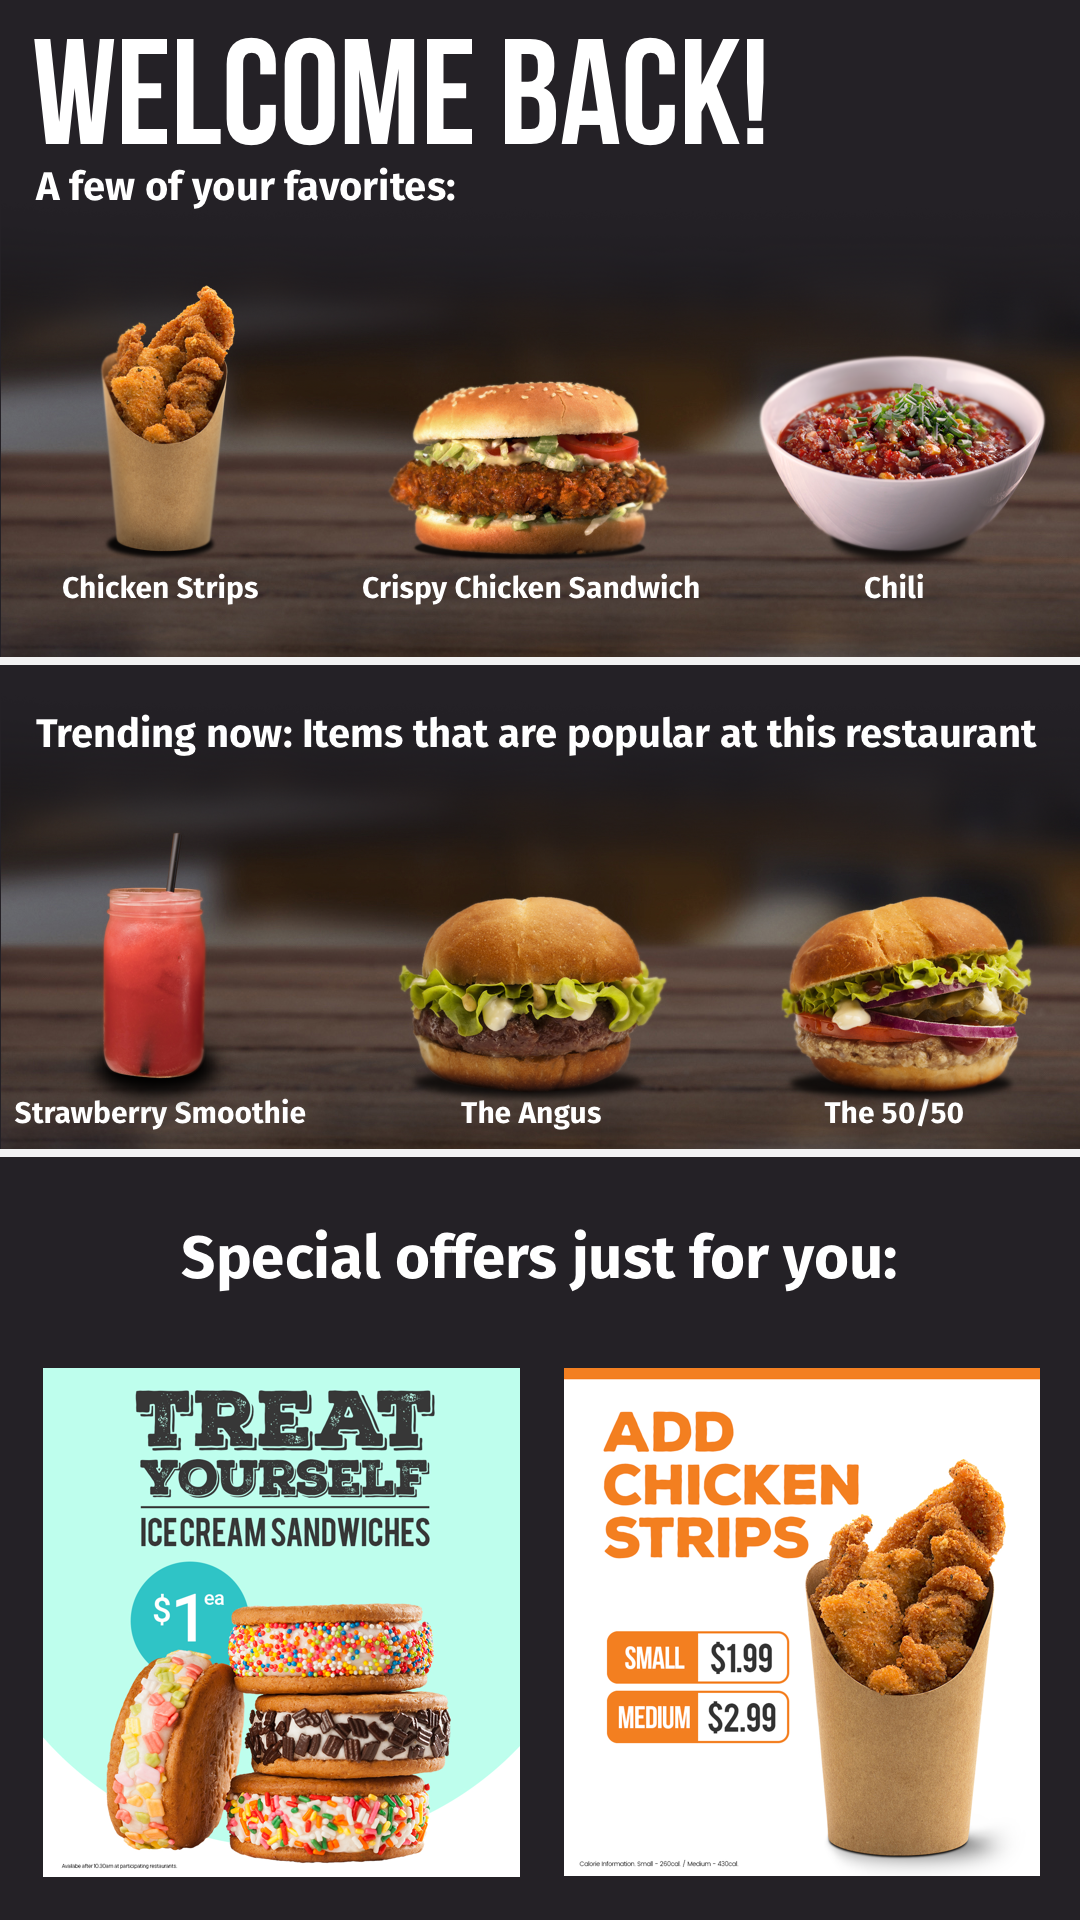 WELCOME BACK!
A few of your favorites:
Chicken Strips
Crispy Chicken Sandwich
Chili
Trending now: Items that are popular at this restaurant
Strawberry Smoothie
The Angus
The 50/50
Special offers just for you:
TREAT
YOURSELF
ICE CREAM SANDWICHES
$1 ea
Available after 10:30am at participating restaurants.
ADD
CHICKEN
STRIPS
SMALL $1.99
MEDIUM $2.99
Calorie Information: Small - 260cal. / Medium - 430cal.